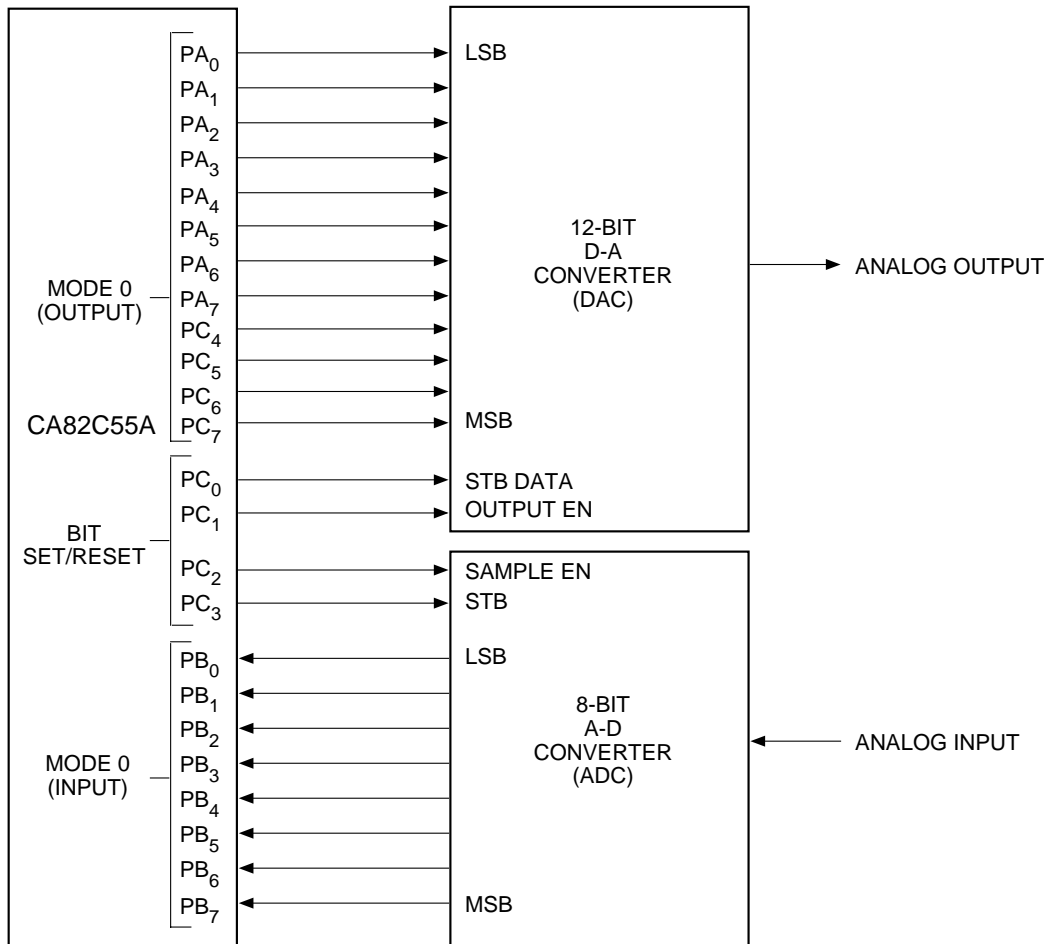 PA0
PA1
PA2
PA3
PA4
PA5
PA6
PA7
PC4
PC5
PC6
PC7
MODE 0
(OUTPUT)
CA82C55A
PC0
PC1
PC2
PC3
BIT
SET/RESET
PB0
PB1
PB2
PB3
PB4
PB5
PB6
PB7
MODE 0
(INPUT)
LSB
12-BIT
D-A
CONVERTER
(DAC)
MSB
STB DATA
OUTPUT EN
ANALOG OUTPUT
SAMPLE EN
STB
LSB
8-BIT
A-D
CONVERTER
(ADC)
MSB
ANALOG INPUT